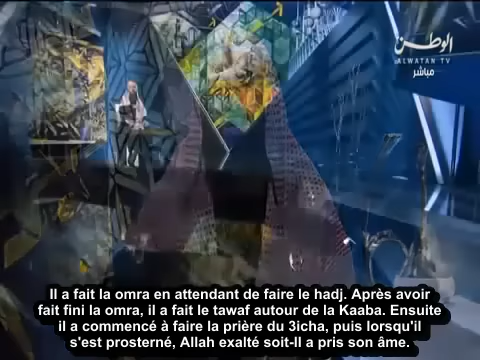 الوطن
ALWATAN TV
مباشر
Il a fait la omra en attendant de faire le hadj. Après avoir
fait fini la omra, il a fait le tawaf autour de la Kaaba. Ensuite
il a commencé à faire la prière du 3icha, puis lorsqu'il
s'est prosterné, Allah exalté soit-Il a pris son âme.